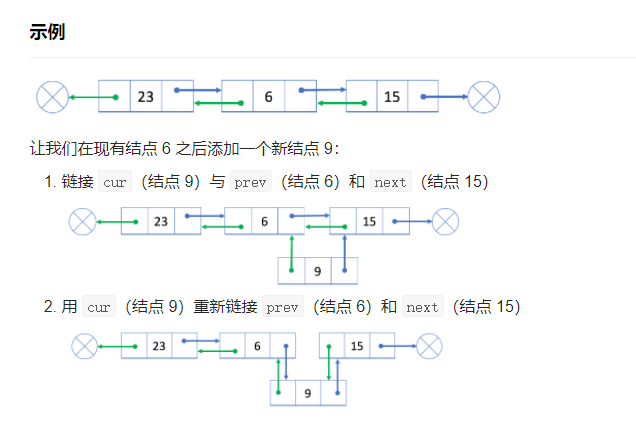 示例
23 6 15
让我们在现有结点 6 之后添加一个新结点 9：
1. 链接 cur （结点 9）与 prev （结点 6）和 next （结点 15）
23 6 15
9
2. 用 cur （结点 9）重新链接 prev （结点 6）和 next （结点 15）
23 6 15
9